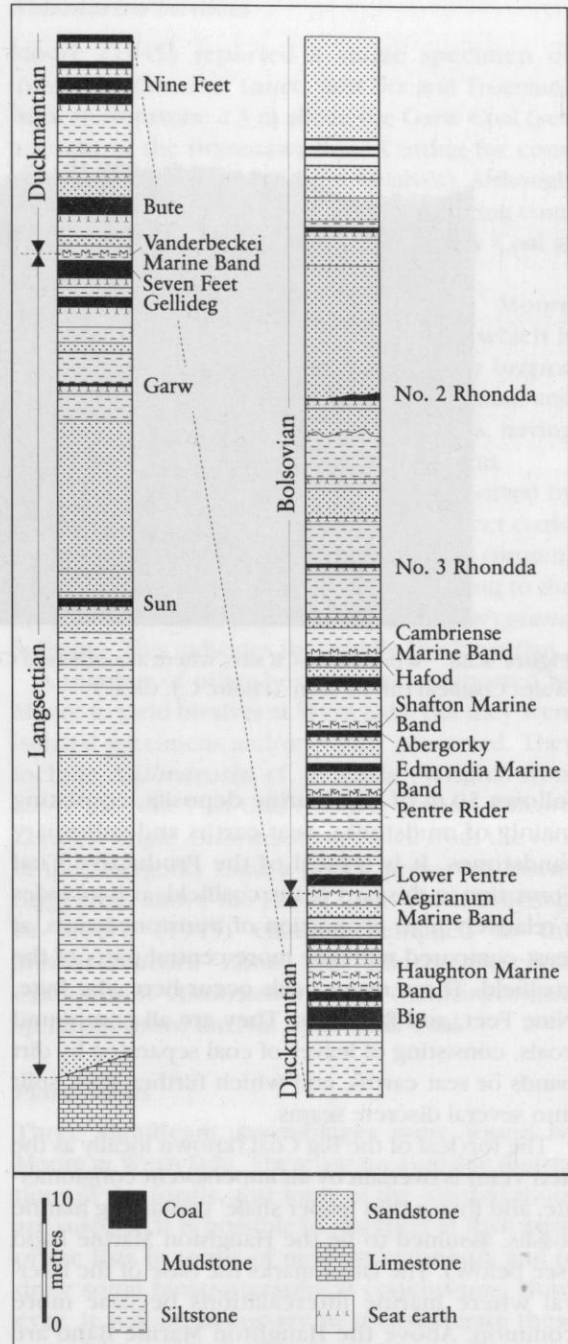 Duckmantian
Langsettian
Nine Feet
Bute
Vanderbeckei
Marine Band
Seven Feet
Gellideg
Garw
Sun
Bolsovian
Duckmantian
No. 2 Rhondda
No. 3 Rhondda
Cambriense
Marine Band
Hafod
Shafton Marine
Band
Abergorky
Edmondia Marine
Band
Pentre Rider
Lower Pentre
Aegiranum
Marine Band
Haughton Marine
Band
Big
10
metres
0
Coal
Mudstone
Siltstone
Sandstone
Limestone
Seat earth